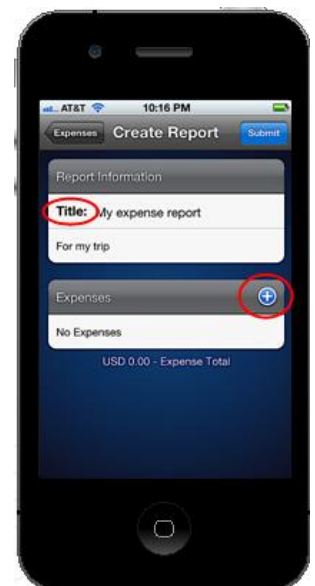 AT&T 10:16 PM
Expenses Create Report Submit
Report Information
Title: My expense report
For my trip
Expenses
No Expenses
USD 0.00 - Expense Total